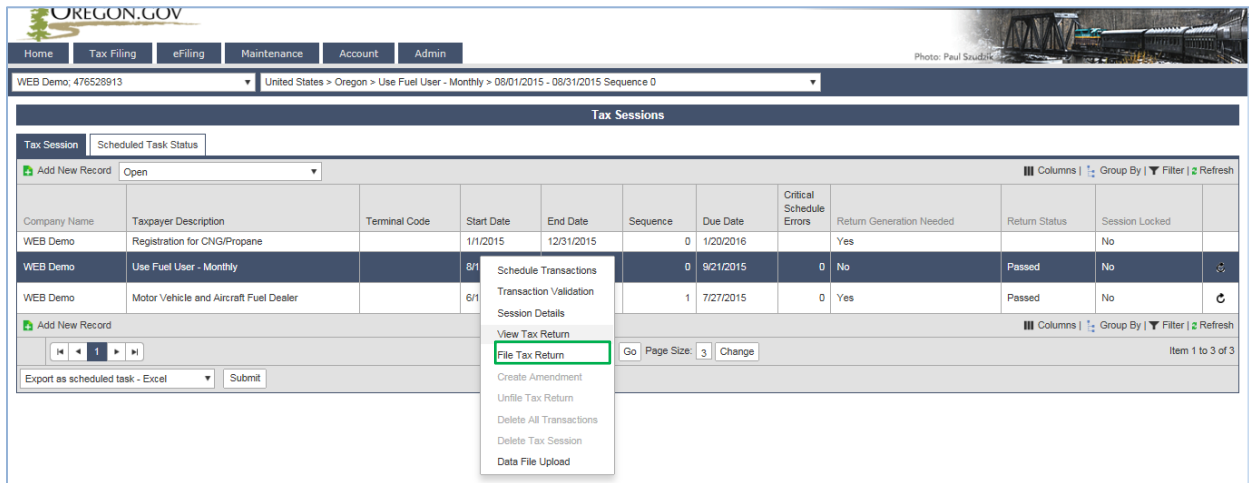 OREGON.GOV
Home Tax Filing eFiling Maintenance Account Admin
Photo: Paul Szudzik
WEB Demo; 476528913 United States > Oregon > Use Fuel User - Monthly > 08/01/2015 - 08/31/2015 Sequence 0
Tax Sessions
Tax Session Scheduled Task Status
Add New Record Open Columns | Group By | Filter | Refresh
Company Name Taxpayer Description Terminal Code Start Date End Date Sequence Due Date Critical Schedule Errors Return Generation Needed Return Status Session Locked
WEB Demo Registration for CNG/Propane 1/1/2015 12/31/2015 0 1/20/2016 Yes No
WEB Demo Use Fuel User - Monthly 8/1 0 9/21/2015 0 No Passed No
WEB Demo Motor Vehicle and Aircraft Fuel Dealer 6/1 1 7/27/2015 0 Yes Passed No
Schedule Transactions
Transaction Validation
Session Details
View Tax Return
File Tax Return
Create Amendment
Unfile Tax Return
Delete All Transactions
Delete Tax Session
Data File Upload
Add New Record Columns | Group By | Filter | Refresh
1 Go Page Size: 3 Change Item 1 to 3 of 3
Export as scheduled task - Excel Submit